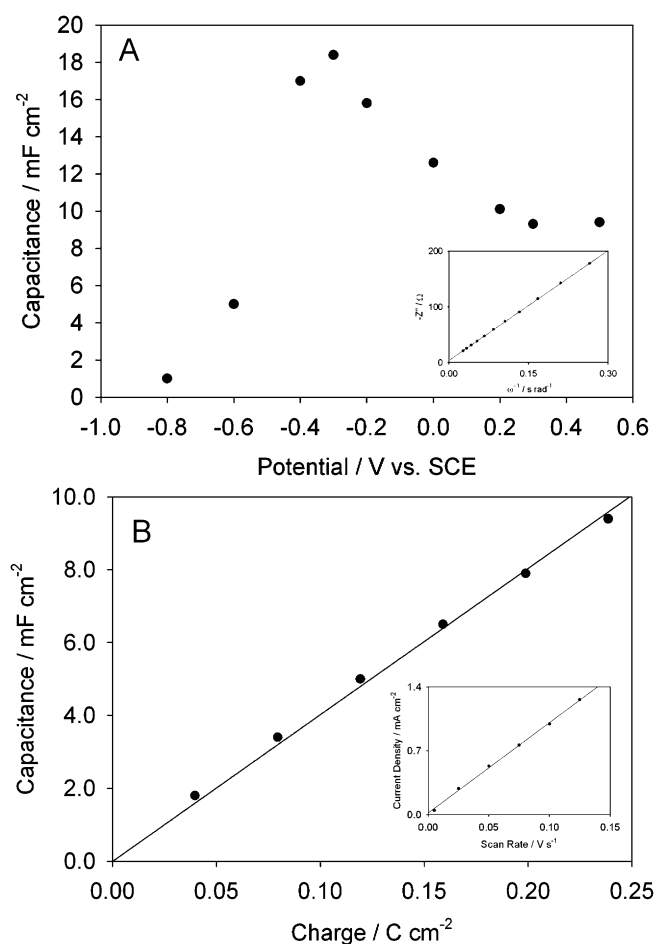 A
Capacitance / mF cm-2
20
18
16
14
12
10
8
6
4
2
0
-1.0 -0.8 -0.6 -0.4 -0.2 0.0 0.2 0.4 0.6
Potential / V vs. SCE
-Z'' / Ω
200
100
0
0.00 0.15 0.30
ω-1 / s rad-1
B
Capacitance / mF cm-2
10.0
8.0
6.0
4.0
2.0
0.0
0.00 0.05 0.10 0.15 0.20 0.25
Charge / C cm-2
Current Density / mA cm-2
1.4
0.7
0.0
0.00 0.05 0.10 0.15
Scan Rate / V s-1